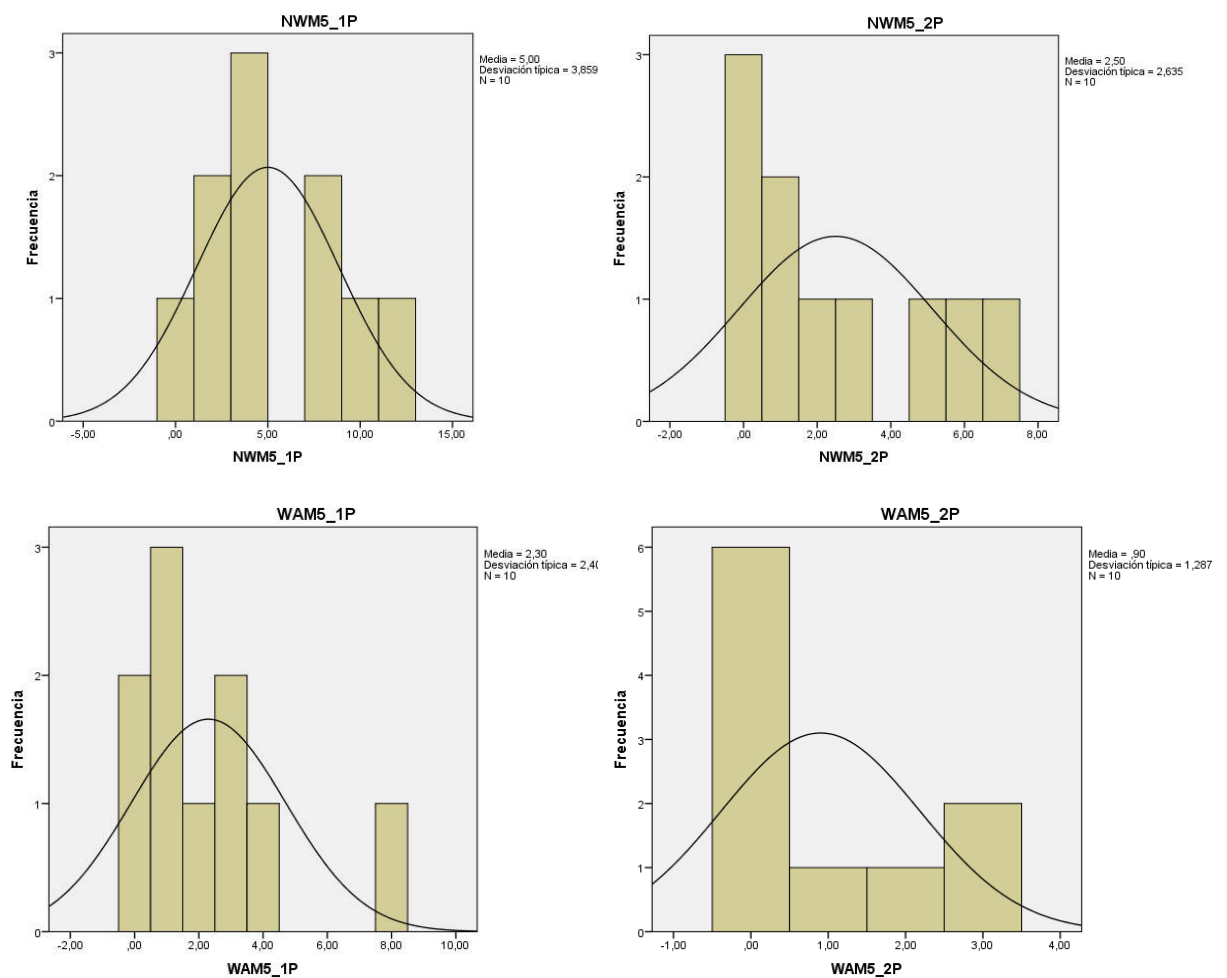 NWM5_1P
Media = 5,00
Desviación típica = 3,859
N = 10
Frecuencia
3
2
1
0
-5,00 ,00 5,00 10,00 15,00
NWM5_1P
NWM5_2P
Media = 2,50
Desviación típica = 2,635
N = 10
Frecuencia
3
2
1
0
-2,00 ,00 2,00 4,00 6,00 8,00
NWM5_2P
WAM5_1P
Media = 2,30
Desviación típica = 2,40
N = 10
Frecuencia
3
2
1
0
-2,00 ,00 2,00 4,00 6,00 8,00 10,00
WAM5_1P
WAM5_2P
Media = ,90
Desviación típica = 1,287
N = 10
Frecuencia
6
5
4
3
2
1
0
-1,00 ,00 1,00 2,00 3,00 4,00
WAM5_2P